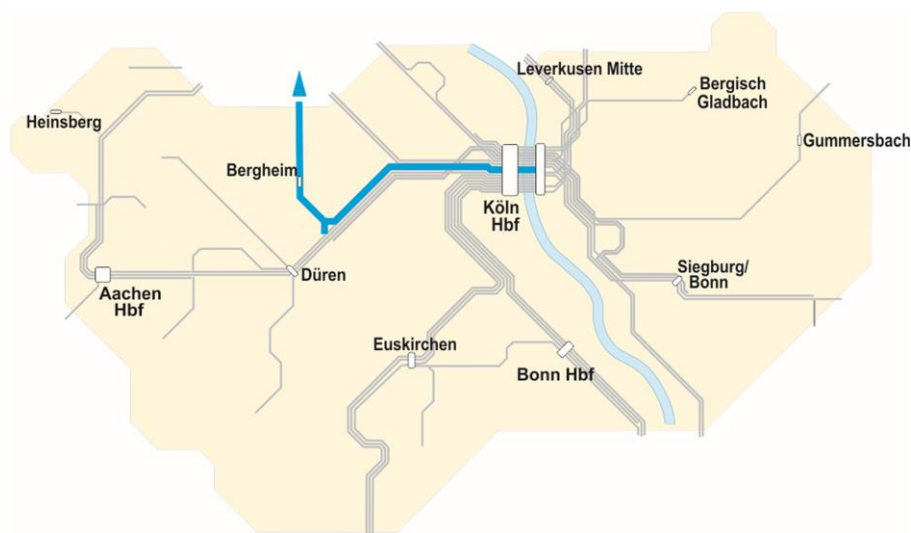 Leverkusen Mitte
Bergisch
Gladbach
Heinsberg
Gummersbach
Bergheim
Köln
Hbf
Siegburg/
Bonn
Düren
Aachen
Hbf
Euskirchen
Bonn Hbf